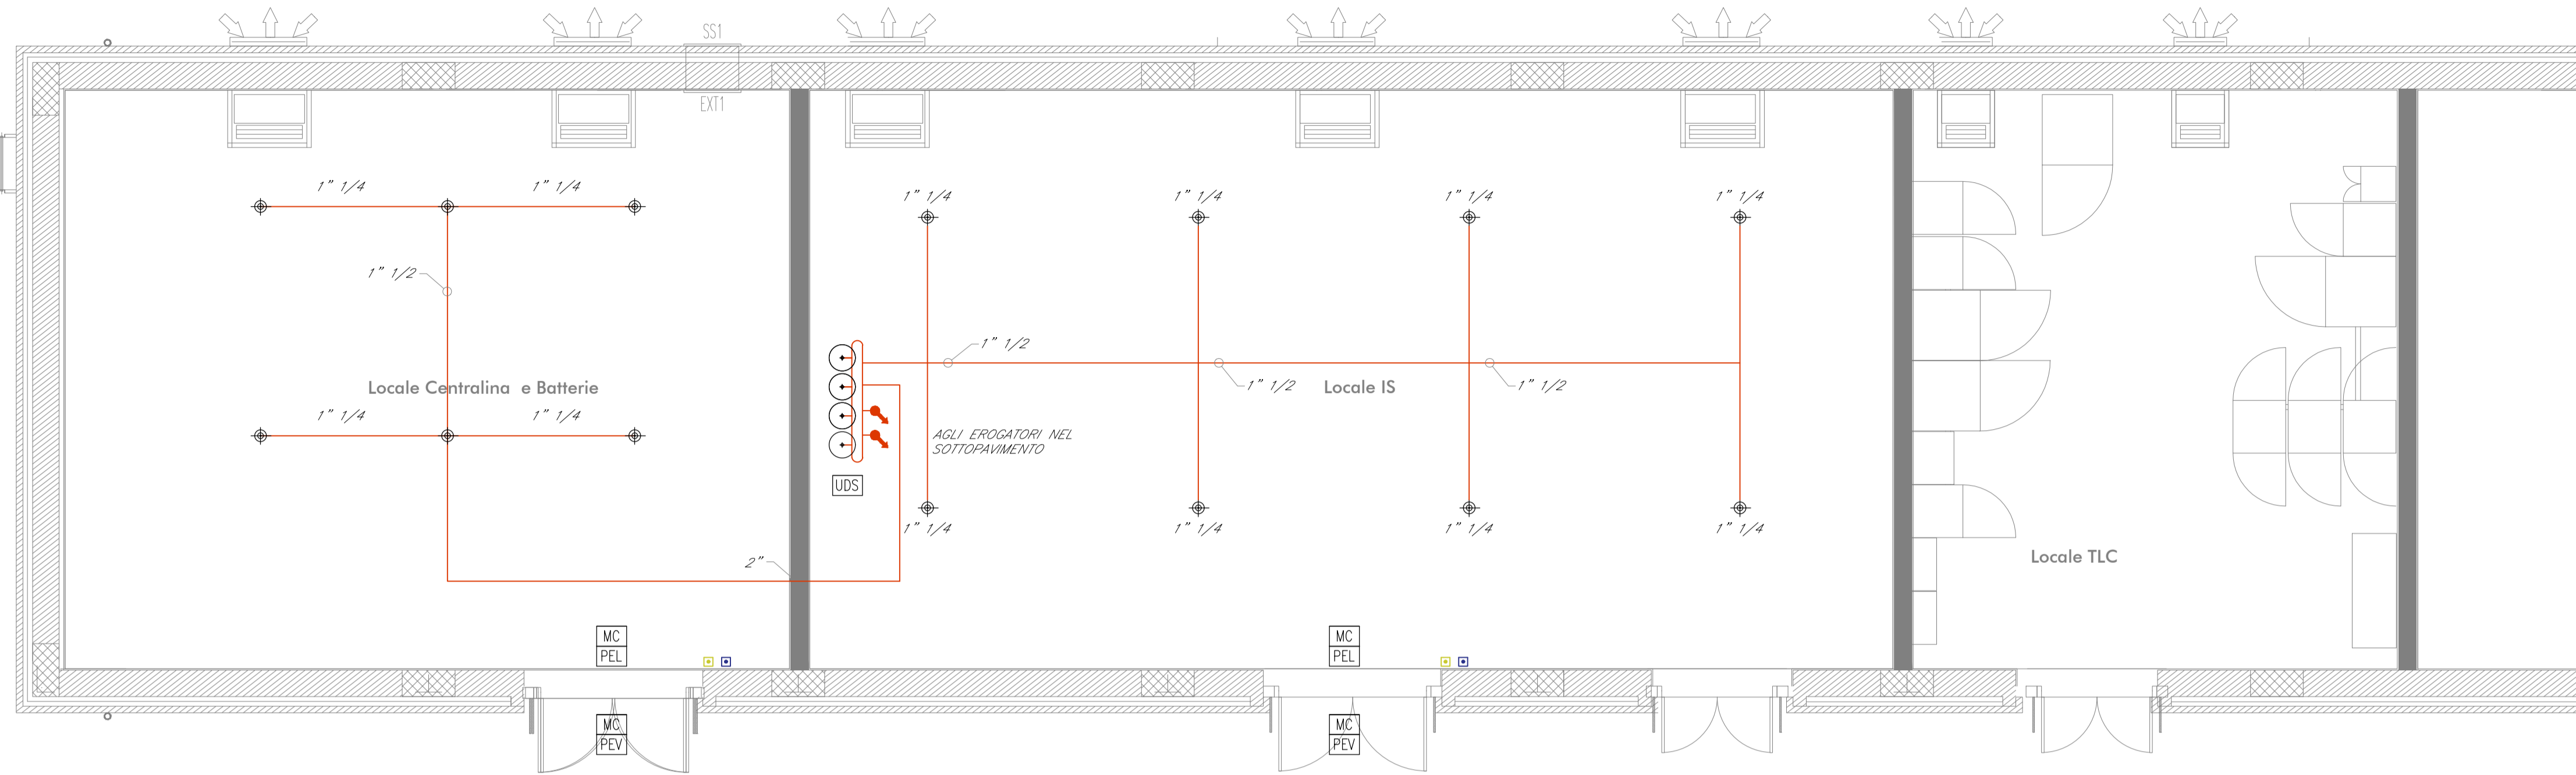 SS1
EXT1
1" 1/4
1" 1/4
1" 1/4
1" 1/4
1" 1/4
1" 1/4
1" 1/2
1" 1/2
1" 1/2
1" 1/2
Locale Centralina e Batterie
Locale IS
1" 1/4
1" 1/4
AGLI EROGATORI NEL
SOTTOPAVIMENTO
UDS
1" 1/4
1" 1/4
1" 1/4
1" 1/4
2"
Locale TLC
MC
PEL
MC
PEL
MC
PEV
MC
PEV